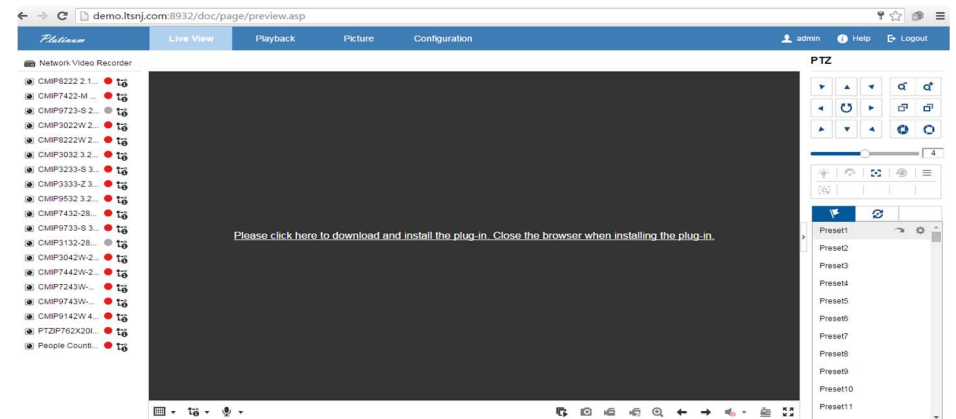 demo.ltsnj.com:8932/doc/page/preview.asp
Platinum
Live View
Playback
Picture
Configuration
admin
Help
Logout
Network Video Recorder
CMIP8222 2.1...
CMIP7422-M ...
CMIP9723-S 2...
CMIP3022W 2...
CMIP8222W 2...
CMIP3032 3.2...
CMIP3233-S 3...
CMIP3333-Z 3...
CMIP9532 3.2...
CMIP7432-28...
CMIP9733-S 3...
CMIP3132-28...
CMIP3042W-2...
CMIP7442W-2...
CMIP7243W-...
CMIP9743W-...
CMIP9142W 4...
PTZIP762X20I...
People Counti...
Please click here to download and install the plug-in. Close the browser when installing the plug-in.
PTZ
4
Preset1
Preset2
Preset3
Preset4
Preset5
Preset6
Preset7
Preset8
Preset9
Preset10
Preset11